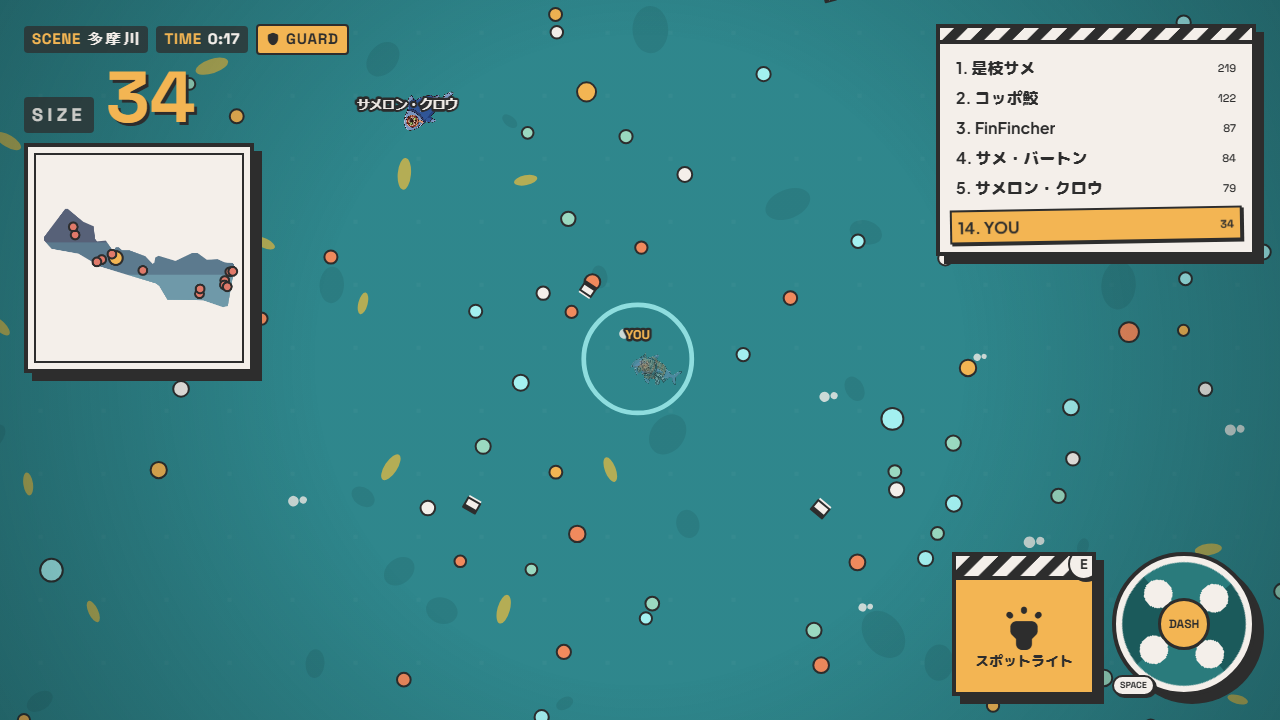 SCENE 多摩川 TIME 0:17 GUARD
SIZE 34
サメロン・クロウ
YOU
1. 是枝サメ 219
2. コッポ鮫 122
3. FinFincher 87
4. サメ・バートン 84
5. サメロン・クロウ 79
14. YOU 34
E
スポットライト
DASH
SPACE